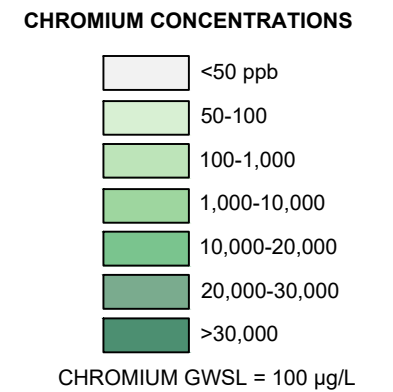 CHROMIUM CONCENTRATIONS
<50 ppb
50-100
100-1,000
1,000-10,000
10,000-20,000
20,000-30,000
>30,000
CHROMIUM GWSL = 100 µg/L